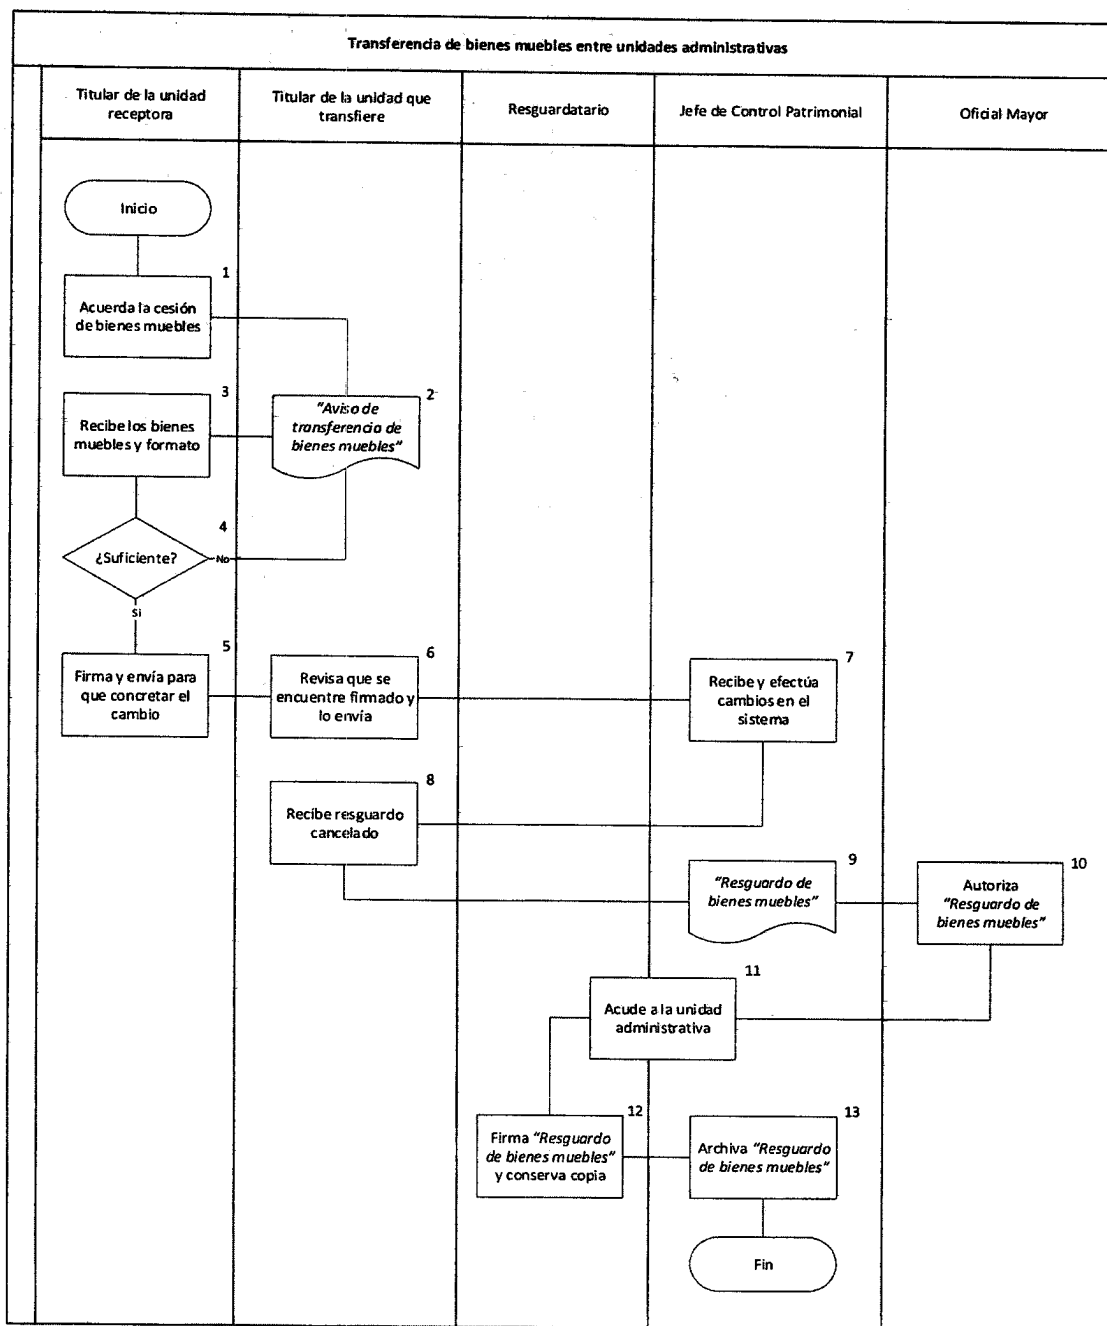 Transferencia de bienes muebles entre unidades administrativas
Titular de la unidad
receptora
Titular de la unidad que
transfiere
Resguardatario
Jefe de Control Patrimonial
Oficial Mayor
Inicio
1
Acuerda la cesión
de bienes muebles
2
"Aviso de
transferencia de
bienes muebles"
3
Recibe los bienes
muebles y formato
4
¿Suficiente?
No
Si
5
Firma y envía para
que concretar el
cambio
6
Revisa que se
encuentre firmado y
lo envía
7
Recibe y efectúa
cambios en el
sistema
8
Recibe resguardo
cancelado
9
"Resguardo de
bienes muebles"
10
Autoriza
"Resguardo de
bienes muebles"
11
Acude a la unidad
administrativa
12
Firma "Resguardo
de bienes muebles"
y conserva copia
13
Archiva "Resguardo
de bienes muebles"
Fin